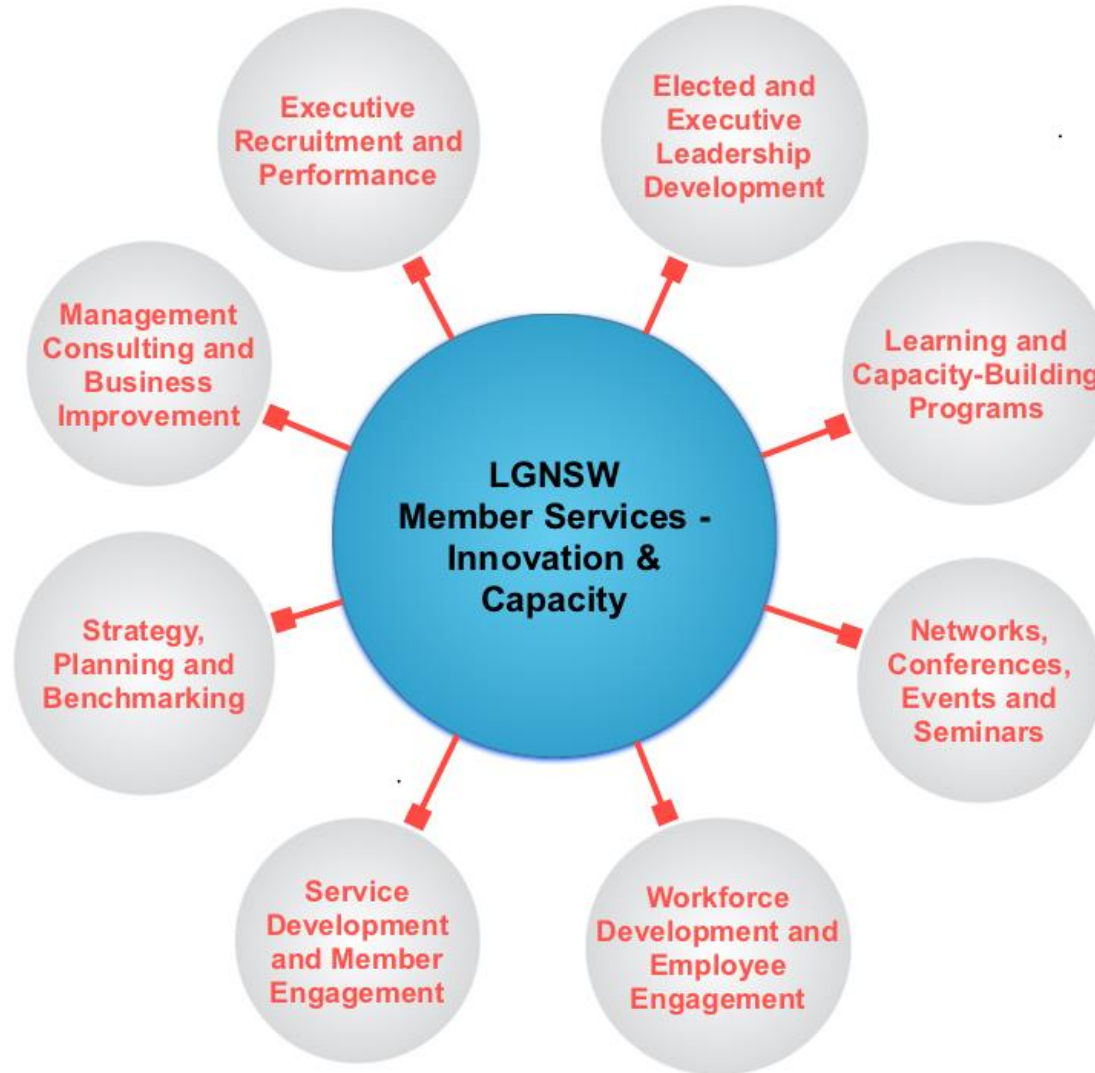 Executive
Recruitment and
Performance
Elected and
Executive
Leadership
Development
Management
Consulting and
Business
Improvement
Learning and
Capacity-Building
Programs
LGNSW
Member Services -
Innovation &
Capacity
Strategy,
Planning and
Benchmarking
Networks,
Conferences,
Events and
Seminars
Service
Development
and Member
Engagement
Workforce
Development and
Employee
Engagement